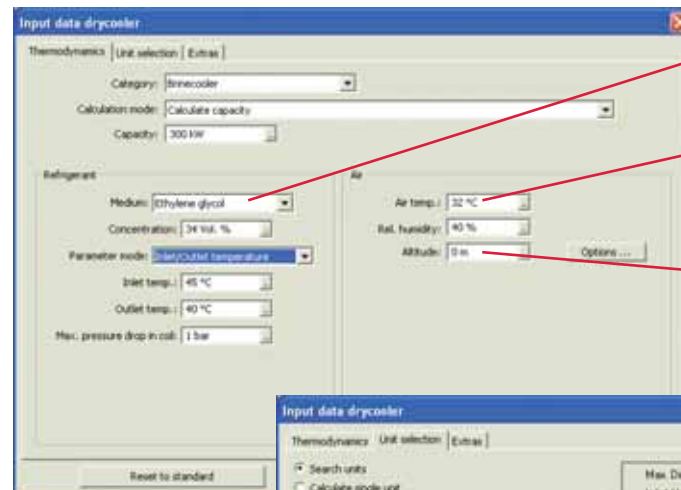 Input data drycooler
Thermodynamics Unit selection Extras
Category: Brinecooler
Calculation mode: Calculate capacity
Capacity: 300 kW
Refrigerant
Medium: Ethylene glycol
Concentration: 34 Vol. %
Parameter mode: Inlet/Outlet temperature
Inlet temp.: 45 °C
Outlet temp.: 40 °C
Max. pressure drop in coil: 1 bar
Air
Air temp.: 32 °C
Rel. humidity: 40 %
Altitude: 0 m Options ...
Reset to standard
Input data drycooler
Thermodynamics Unit selection Extras
Search units
Calculate single unit
Max. De